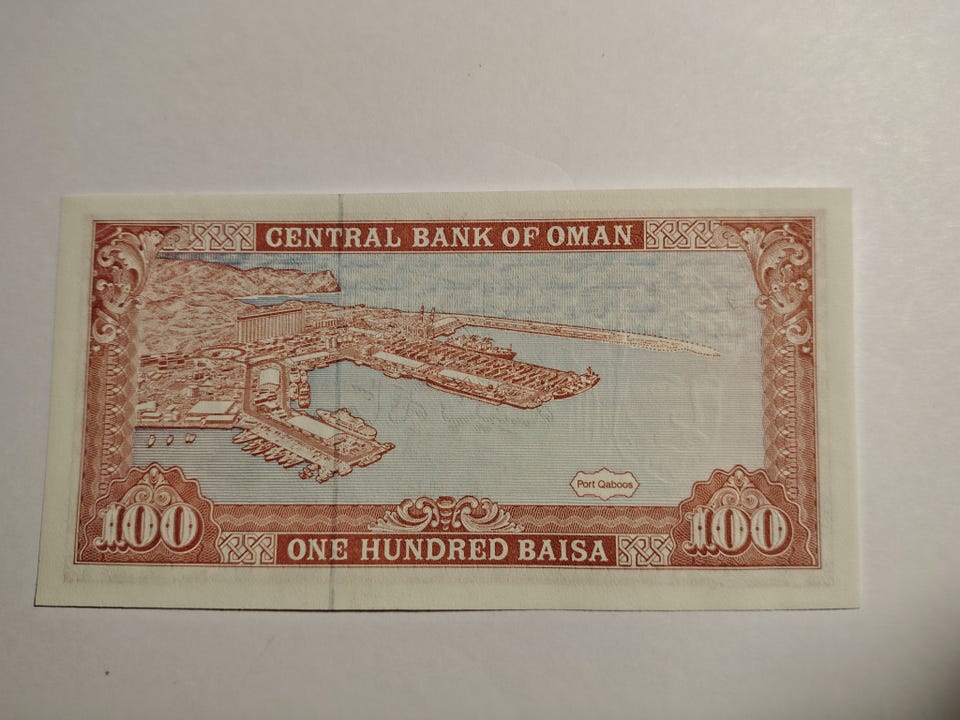 CENTRAL BANK OF OMAN
Port Qaboos
100
100
ONE HUNDRED BAISA